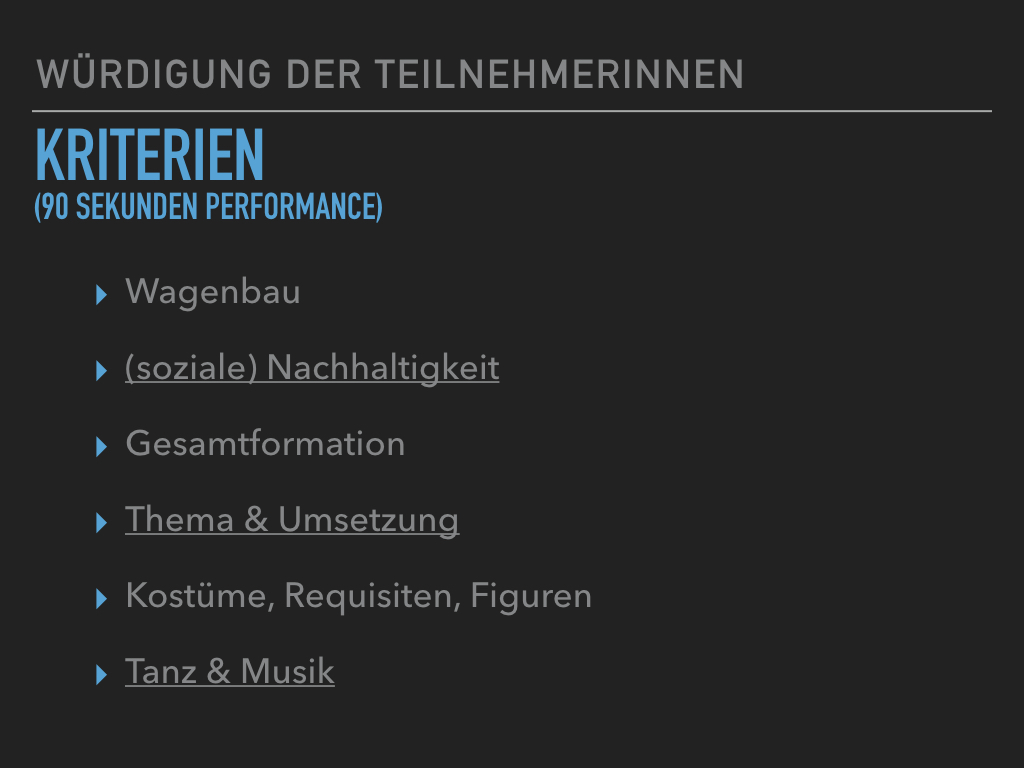 WÜRDIGUNG DER TEILNEHMERINNEN
KRITERIEN
(90 SEKUNDEN PERFORMANCE)
Wagenbau
(soziale) Nachhaltigkeit
Gesamtformation
Thema & Umsetzung
Kostüme, Requisiten, Figuren
Tanz & Musik